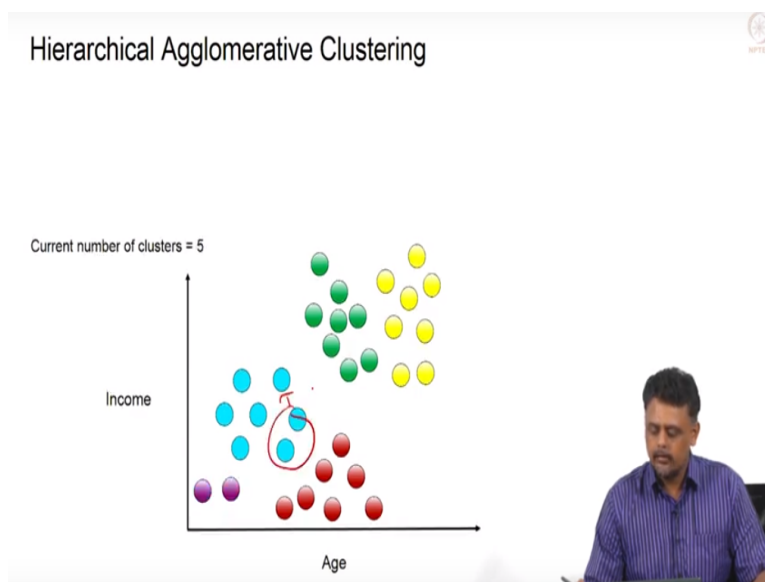 Hierarchical Agglomerative Clustering
Current number of clusters = 5
Income
Age